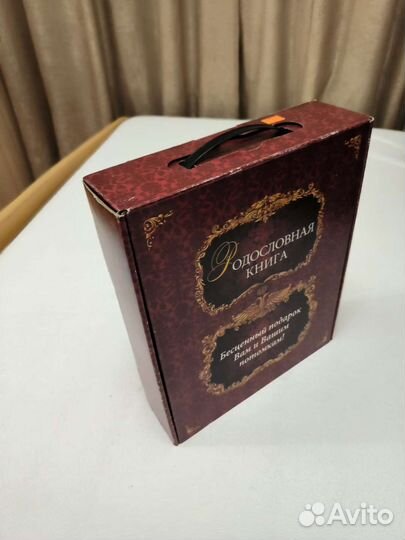 Родословная
книга
Бесценный подарок
Вам и Вашим
потомкам!
Avito